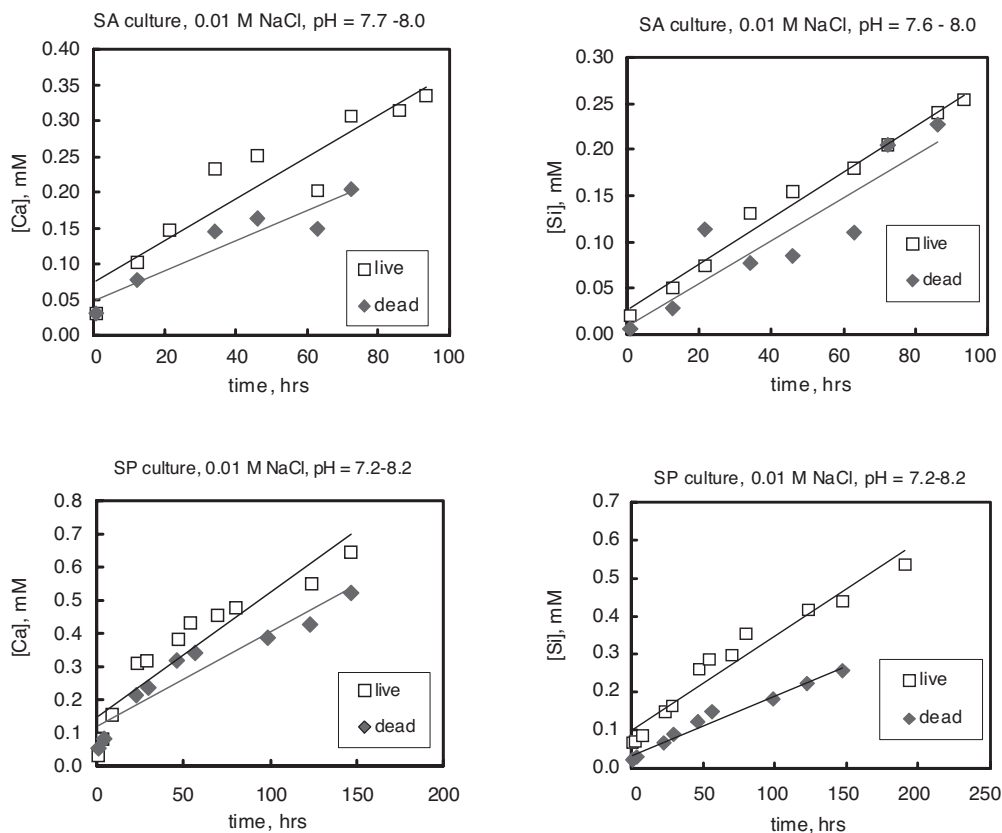 SA culture, 0.01 M NaCl, pH = 7.7 -8.0
[Ca], mM
0.40
0.35
0.30
0.25
0.20
0.15
0.10
0.05
0.00
0 20 40 60 80 100
time, hrs
live
dead
SA culture, 0.01 M NaCl, pH = 7.6 - 8.0
[Si], mM
0.30
0.25
0.20
0.15
0.10
0.05
0.00
0 20 40 60 80 100
time, hrs
live
dead
SP culture, 0.01 M NaCl, pH = 7.2-8.2
[Ca], mM
0.8
0.7
0.6
0.5
0.4
0.3
0.2
0.1
0.0
0 50 100 150 200
time, hrs
live
dead
SP culture, 0.01 M NaCl, pH = 7.2-8.2
[Si], mM
0.7
0.6
0.5
0.4
0.3
0.2
0.1
0.0
0 50 100 150 200 250
time, hrs
live
dead